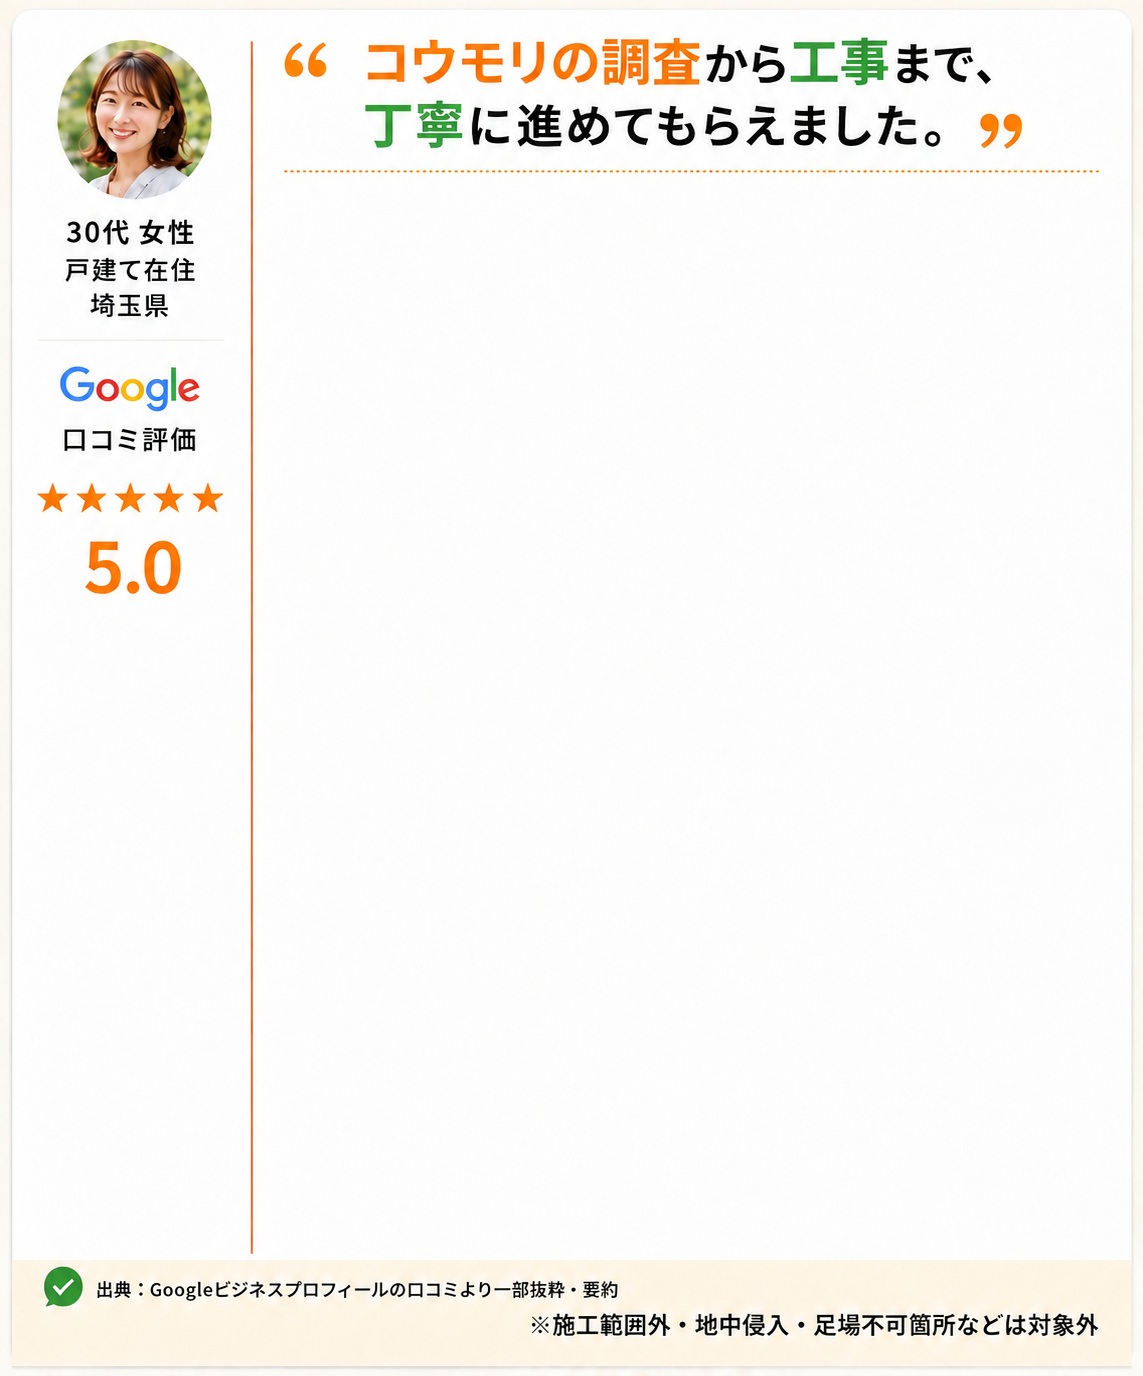 “ コウモリの調査から工事まで、
丁寧に進めてもらえました。 ”
30代 女性
戸建て在住
埼玉県
Google
口コミ評価
★★★★★
5.0
出典：Googleビジネスプロフィールの口コミより一部抜粋・要約
※施工範囲外・地中侵入・足場不可箇所などは対象外